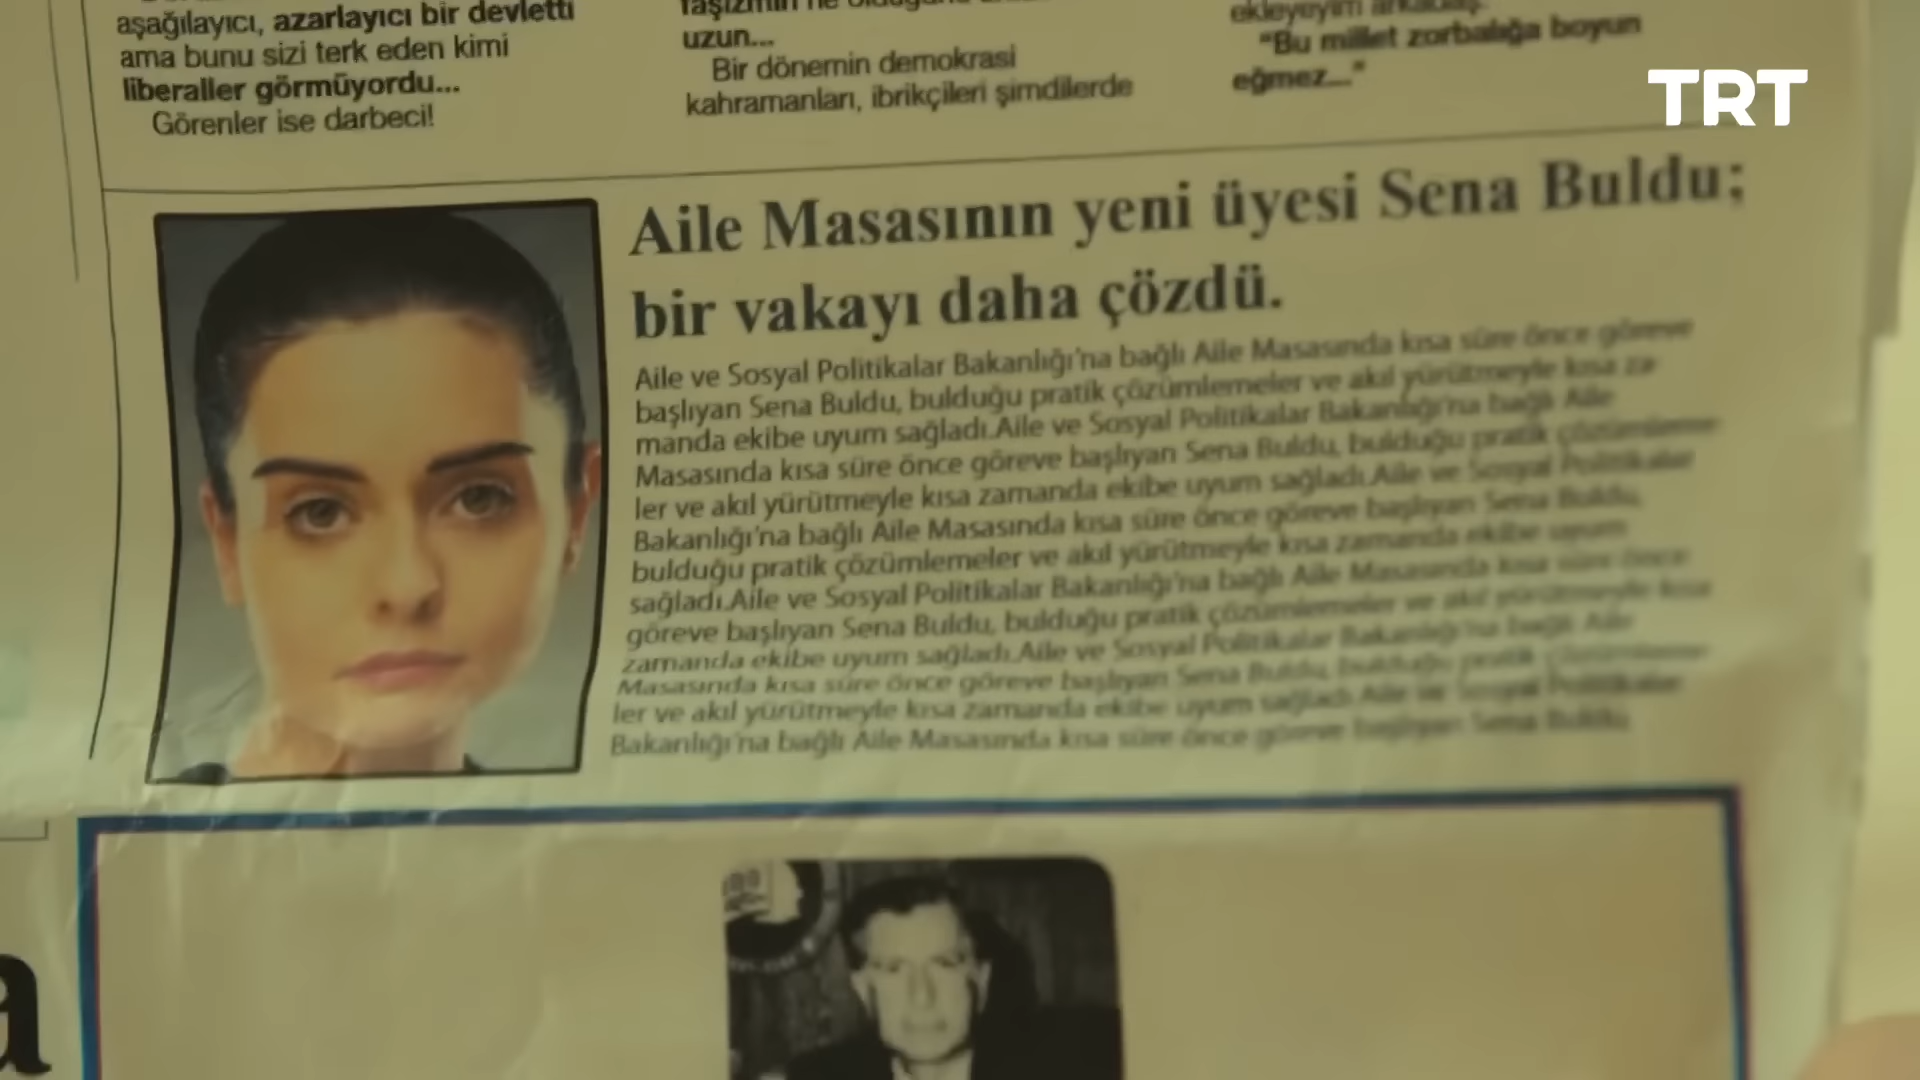 aşağılayıcı, azarlayıcı bir devletti
ama bunu sizi terk eden kimi
liberaller görmüyordu...
Görenler ise darbeci!
uzun...
Bir dönemin demokrasi
kahramanları, ibrikçileri şimdilerde
ekleyeyim arkadaş:
"Bu millet zorbalığa boyun
eğmez..."
TRT
Aile Masasının yeni üyesi Sena Buldu;
bir vakayı daha çözdü.
Aile ve Sosyal Politikalar Bakanlığı'na bağlı Aile Masasında kısa süre önce göreve
başlıyan Sena Buldu, bulduğu pratik çözümlemeler ve akıl yürütmeyle kısa za-
manda ekibe uyum sağladı.Aile ve Sosyal Politikalar Bakanlığı'na bağlı Aile
Masasında kısa süre önce göreve başlıyan Sena Buldu, bulduğu pratik çözümleme-
ler ve akıl yürütmeyle kısa zamanda ekibe uyum sağladı.Aile ve Sosyal Politikalar
Bakanlığı'na bağlı Aile Masasında kısa süre önce göreve başlıyan Sena Buldu,
bulduğu pratik çözümlemeler ve akıl yürütmeyle kısa zamanda ekibe uyum
sağladı.Aile ve Sosyal Politikalar Bakanlığı'na bağlı Aile Masasında kısa süre önce
göreve başlıyan Sena Buldu, bulduğu pratik çözümlemeler ve akıl yürütmeyle kısa
zamanda ekibe uyum sağladı.Aile ve Sosyal Politikalar Bakanlığı'na bağlı Aile
Masasında kısa süre önce göreve başlıyan Sena Buldu, bulduğu pratik çözümleme-
ler ve akıl yürütmeyle kısa zamanda ekibe uyum sağladı.Aile ve Sosyal Politikalar
Bakanlığı'na bağlı Aile Masasında kısa süre önce göreve başlıyan Sena Buldu,
a